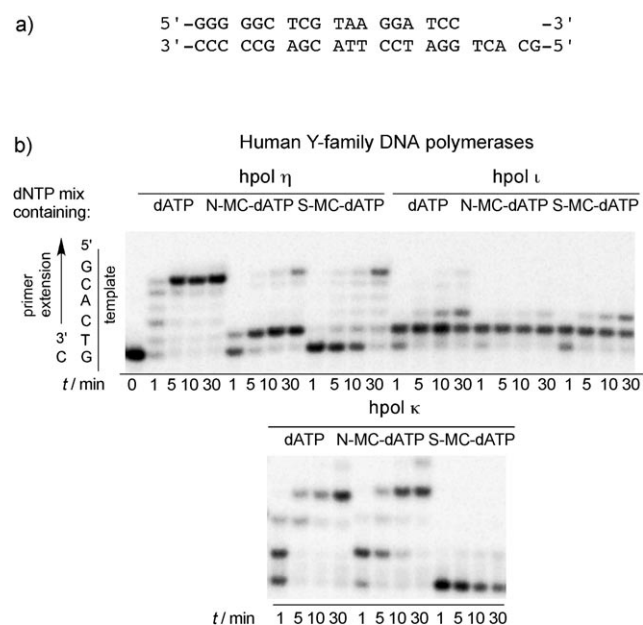 a)
5'-GGG GGC TCG TAA GGA TCC -3'
3'-CCC CCG AGC ATT CCT AGG TCA CG-5'
b)
Human Y-family DNA polymerases
hpol η hpol ι
dNTP mix
containing:
dATP N-MC-dATP S-MC-dATP dATP N-MC-dATP S-MC-dATP
primer
extension
3'
C
5'
G
C
A
C
T
G
template
t / min 0 1 5 10 30 1 5 10 30 1 5 10 30 1 5 10 30 1 5 10 30 1 5 10 30
hpol κ
dATP N-MC-dATP S-MC-dATP
t / min 1 5 10 30 1 5 10 30 1 5 10 30